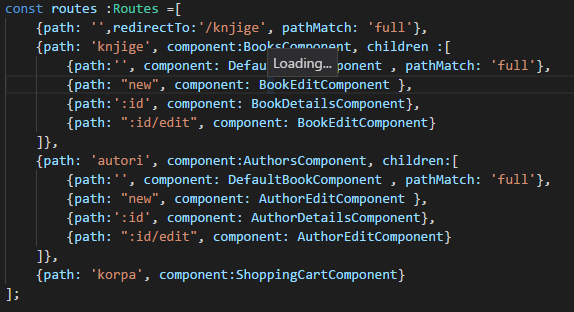 const routes :Routes =[
{path: '',redirectTo:'/knjige', pathMatch: 'full'},
{path: 'knjige', component:BooksComponent, children :[
Loading...
{path:'', component: Defau ponent , pathMatch: 'full'},
{path: "new", component: BookEditComponent },
{path:':id', component: BookDetailsComponent},
{path: ":id/edit", component: BookEditComponent}
]},
{path: 'autori', component:AuthorsComponent, children:[
{path:'', component: DefaultBookComponent , pathMatch: 'full'},
{path: "new", component: AuthorEditComponent },
{path:':id', component: AuthorDetailsComponent},
{path: ":id/edit", component: AuthorEditComponent}
]},
{path: 'korpa', component:ShoppingCartComponent}
];